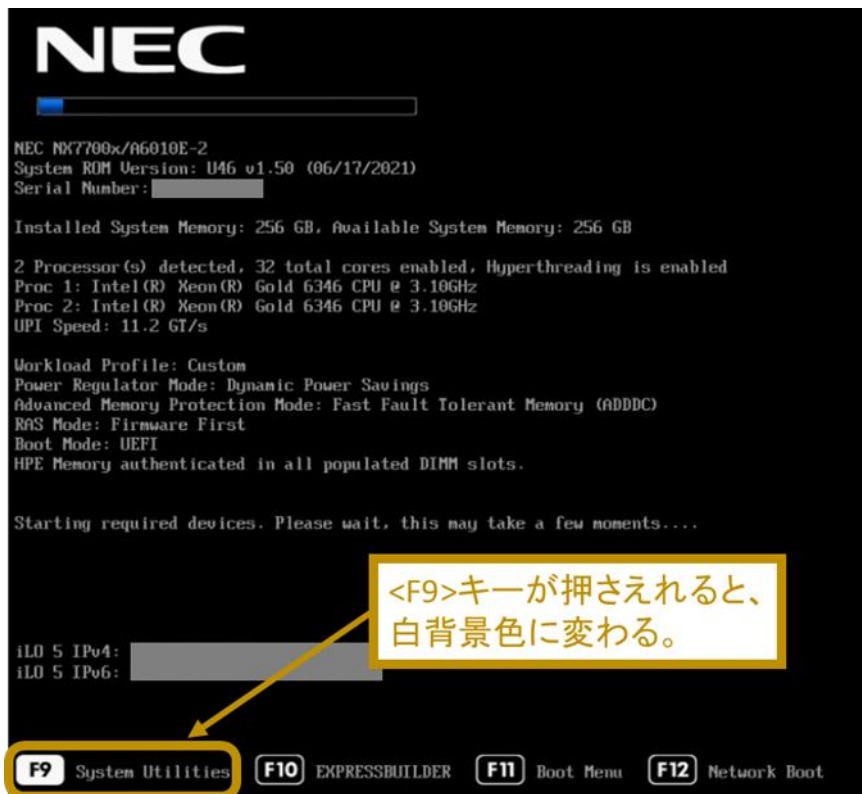 NEC
NEC NX7700x/A6010E-2
System ROM Version: U46 v1.50 (06/17/2021)
Serial Number:
Installed System Memory: 256 GB, Available System Memory: 256 GB
2 Processor(s) detected, 32 total cores enabled, Hyperthreading is enabled
Proc 1: Intel(R) Xeon(R) Gold 6346 CPU @ 3.10GHz
Proc 2: Intel(R) Xeon(R) Gold 6346 CPU @ 3.10GHz
UPI Speed: 11.2 GT/s
Workload Profile: Custom
Power Regulator Mode: Dynamic Power Savings
Advanced Memory Protection Mode: Fast Fault Tolerant Memory (ADDDC)
RAS Mode: Firmware First
Boot Mode: UEFI
HPE Memory authenticated in all populated DIMM slots.
Starting required devices. Please wait, this may take a few moments....
<F9>キーが押さえれると、
白背景色に変わる。
iLO 5 IPv4:
iLO 5 IPv6:
F9 System Utilities F10 EXPRESSBUILDER F11 Boot Menu F12 Network Boot